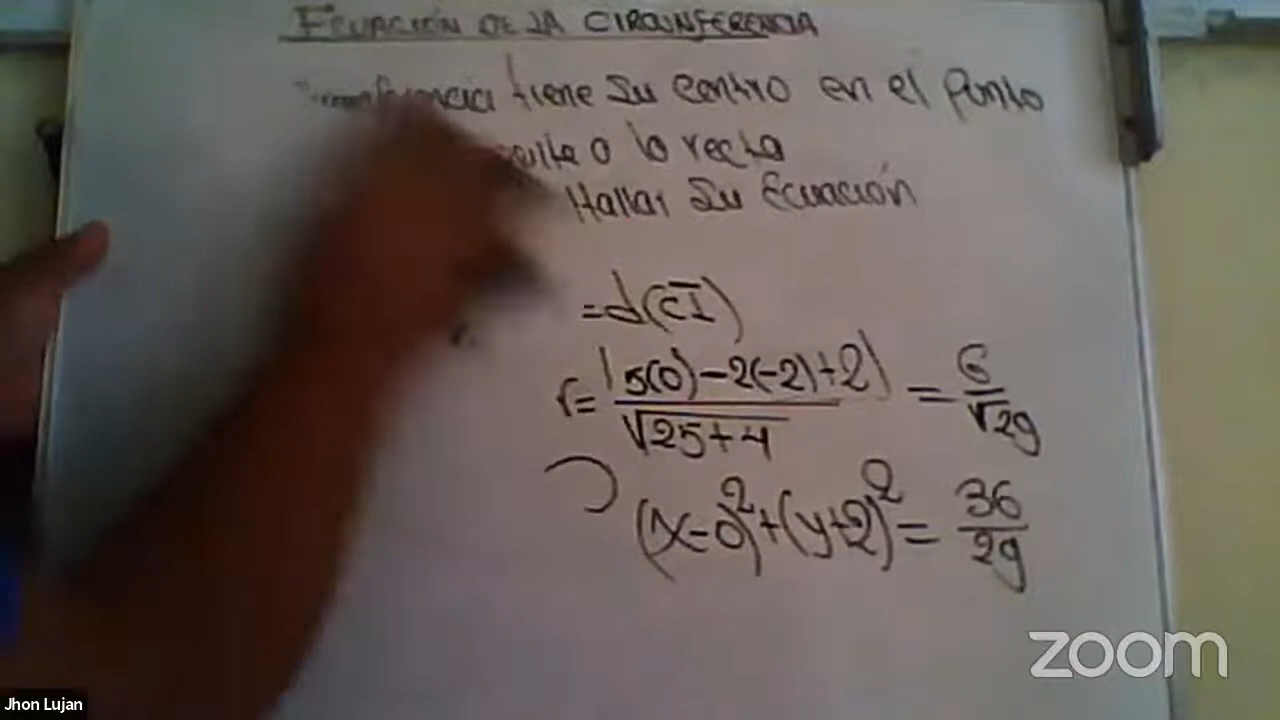 ECUACIÓN DE LA CIRCUNFERENCIA
tiene su centro en el punto
a la recta
Hallar su Ecuación
=d(CI)
r= |5(0)-2(-2)+2| / √25+4 = 6/√29
(x-0)²+(y+2)² = 36/29
zoom
Jhon Lujan